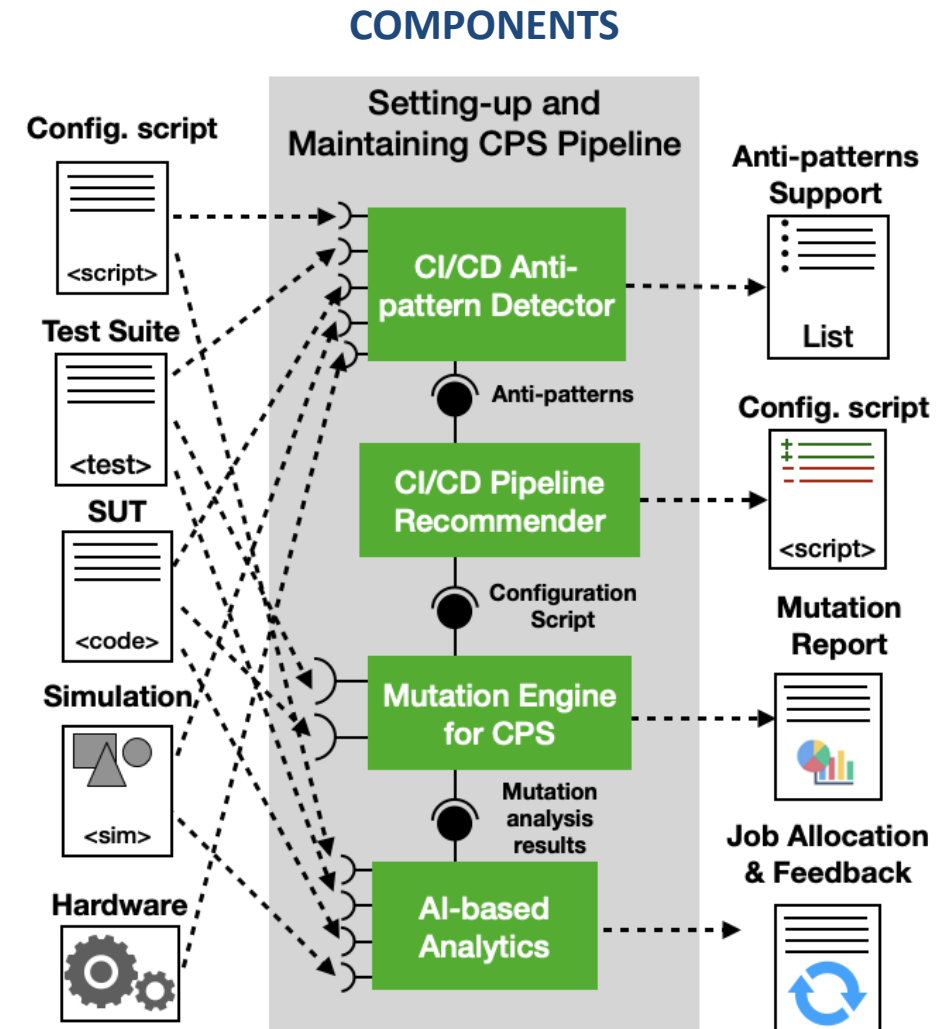 COMPONENTS
Setting-up and
Maintaining CPS Pipeline
Config. script
<script>
Test Suite
<test>
SUT
<code>
Simulation
<sim>
Hardware
CI/CD Anti-
pattern Detector
Anti-patterns
CI/CD Pipeline
Recommender
Configuration
Script
Mutation Engine
for CPS
Mutation
analysis
results
AI-based
Analytics
Anti-patterns
Support
List
Config. script
<script>
Mutation
Report
Job Allocation
& Feedback